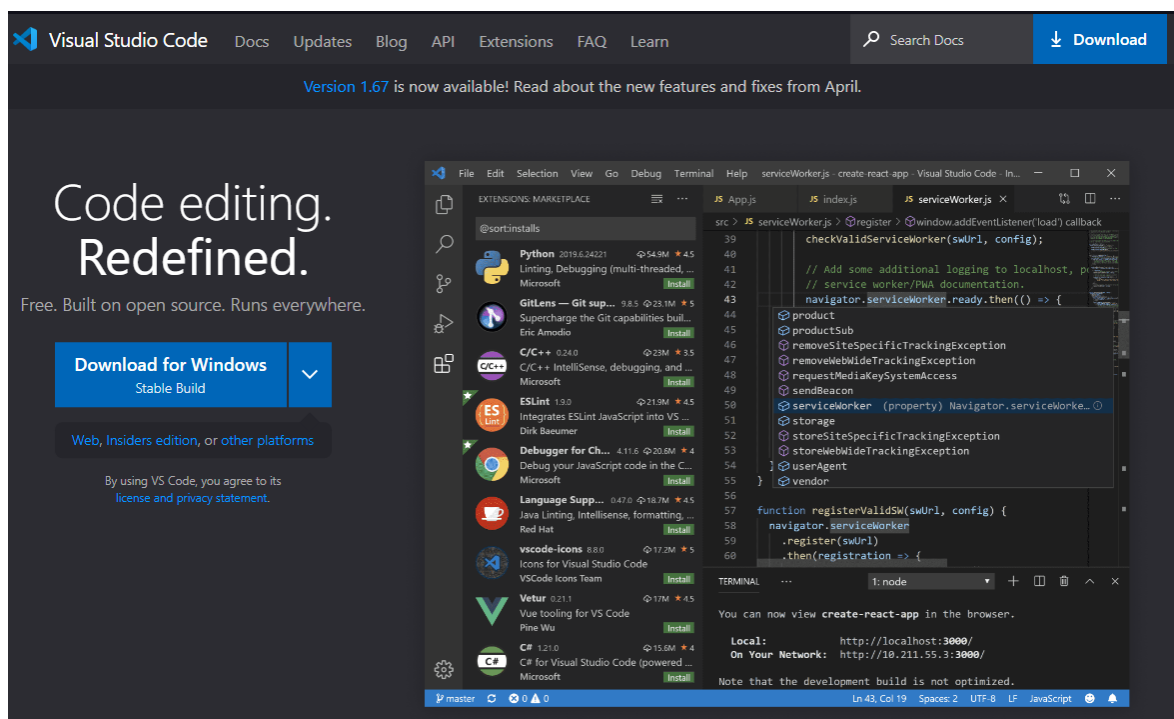 Visual Studio Code Docs Updates Blog API Extensions FAQ Learn Search Docs Download
Version 1.67 is now available! Read about the new features and fixes from April.
Code editing.
Redefined.
Free. Built on open source. Runs everywhere.
Download for Windows
Stable Build
Web, Insiders edition, or other platforms
By using VS Code, you agree to its
license and privacy statement.
File Edit Selection View Go Debug Terminal Help serviceWorker.js - create-react-app - Visual Studio Code - In...
EXTENSIONS: MARKETPLACE
@sort:installs
Python 2019.6.24221 54.9M ★ 4.5
Linting, Debugging (multi-threaded, ...
Microsoft Install
GitLens — Git sup... 9.8.5 23.1M ★ 5
Supercharge the Git capabilities buil...
Eric Amodio Install
C/C++ 0.24.0 23M ★ 3.5
C/C++ IntelliSense, debugging, and ...
Microsoft Install
ESLint 1.9.0 21.9M ★ 4.5
Integrates ESLint JavaScript into VS ...
Dirk Baeumer Install
Debugger for Ch... 4.11.6 20.6M ★ 4
Debug your JavaScript code in the C...
Microsoft Install
Language Supp... 0.47.0 18.7M ★ 4.5
Java Linting, Intellisense, formatting, ...
Red Hat Install
vscode-icons 8.8.0 17.2M ★ 5
Icons for Visual Studio Code
VSCode Icons Team Install
Vetur 0.21.1 17M ★ 4.5
Vue tooling for VS Code
Pine Wu Install
C# 1.21.0 15.6M ★ 4
C# for Visual Studio Code (powered ...
Microsoft Install
C/C++
ES
Lint
C#
JS App.js JS index.js JS serviceWorker.js
src > JS serviceWorker.js > register > window.addEventListener('load') callback
39 checkValidServiceWorker(swUrl, config);
40
41 // Add some additional logging to localhost, p
42 // service worker/PWA documentation.
43 navigator.serviceWorker.ready.then(() => {
44 product
45 productSub
46 removeSiteSpecificTrackingException
47 removeWebWideTrackingException
48 requestMediaKeySystemAccess
49 sendBeacon
50 serviceWorker (property) Navigator.serviceWorke...
51 storage
52 storeSiteSpecificTrackingException
53 storeWebWideTrackingException
54 } userAgent
55 } vendor
56
57 function registerValidSW(swUrl, config) {
58 navigator.serviceWorker
59 .register(swUrl)
60 .then(registration => {
TERMINAL ... 1: node
You can now view create-react-app in the browser.
Local: http://localhost:3000/
On Your Network: http://10.211.55.3:3000/
Note that the development build is not optimized.
master 0 0 Ln 43, Col 19 Spaces: 2 UTF-8 LF JavaScript